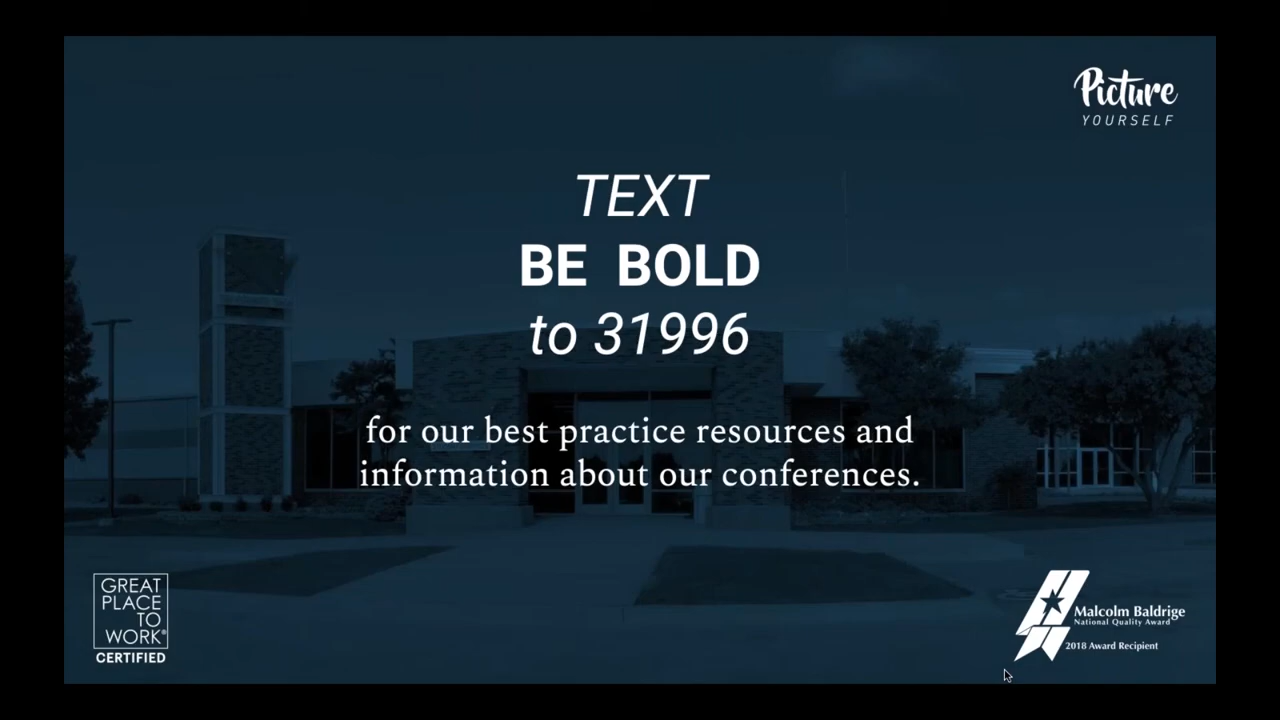 Picture
YOURSELF
TEXT
BE BOLD
to 31996
for our best practice resources and
information about our conferences.
GREAT
PLACE
TO
WORK®
CERTIFIED
Malcolm Baldrige
National Quality Award
2018 Award Recipient